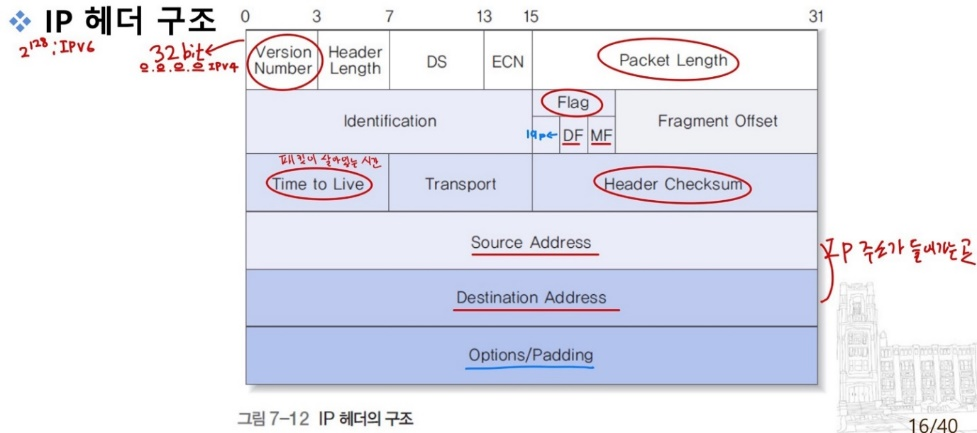 ❖ IP 헤더 구조
2^128 : IPV6
32bit
0.0.0.0 IPV4
0 3 7 13 15 31
Version Number
Header Length
DS
ECN
Packet Length
Identification
Flag
DF
MF
Fragment Offset
패킷이 살아있는 시간
Time to Live
Transport
Header Checksum
Source Address
IP 주소가 들어가는 곳
Destination Address
Options/Padding
그림 7-12 IP 헤더의 구조
16/40